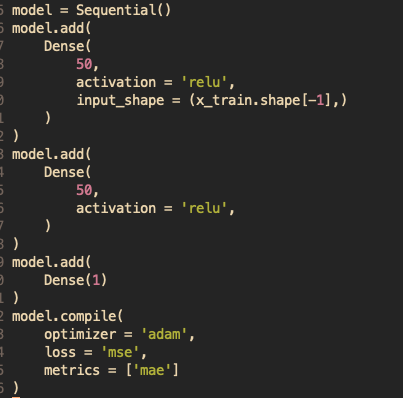 model = Sequential()
model.add(
    Dense(
        50,
        activation = 'relu',
        input_shape = (x_train.shape[-1],)
    )
)
model.add(
    Dense(
        50,
        activation = 'relu',
    )
)
model.add(
    Dense(1)
)
model.compile(
    optimizer = 'adam',
    loss = 'mse',
    metrics = ['mae']
)